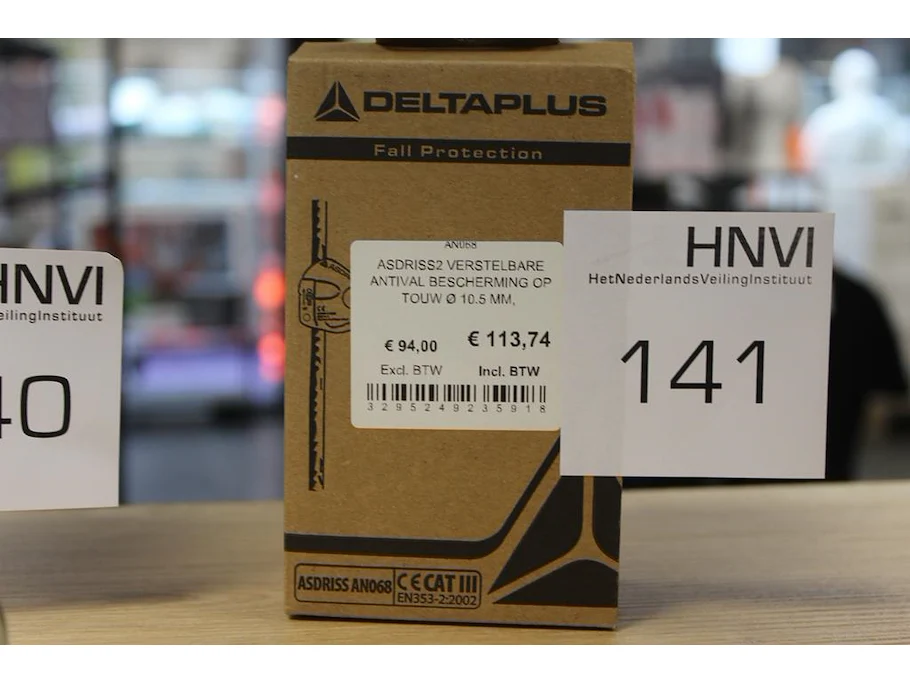 DELTAPLUS
Fall Protection
AN068
ASDRISS2 VERSTELBARE
ANTIVAL BESCHERMING OP
TOUW Ø 10.5 MM,
€ 94,00 € 113,74
Excl. BTW Incl. BTW
3295249235918
ASDRISS AN068
CE CAT III
EN353-2:2002
HNVI
HetNederlandsVeilingInstituut
141
HNVI
eilingInstituut
40